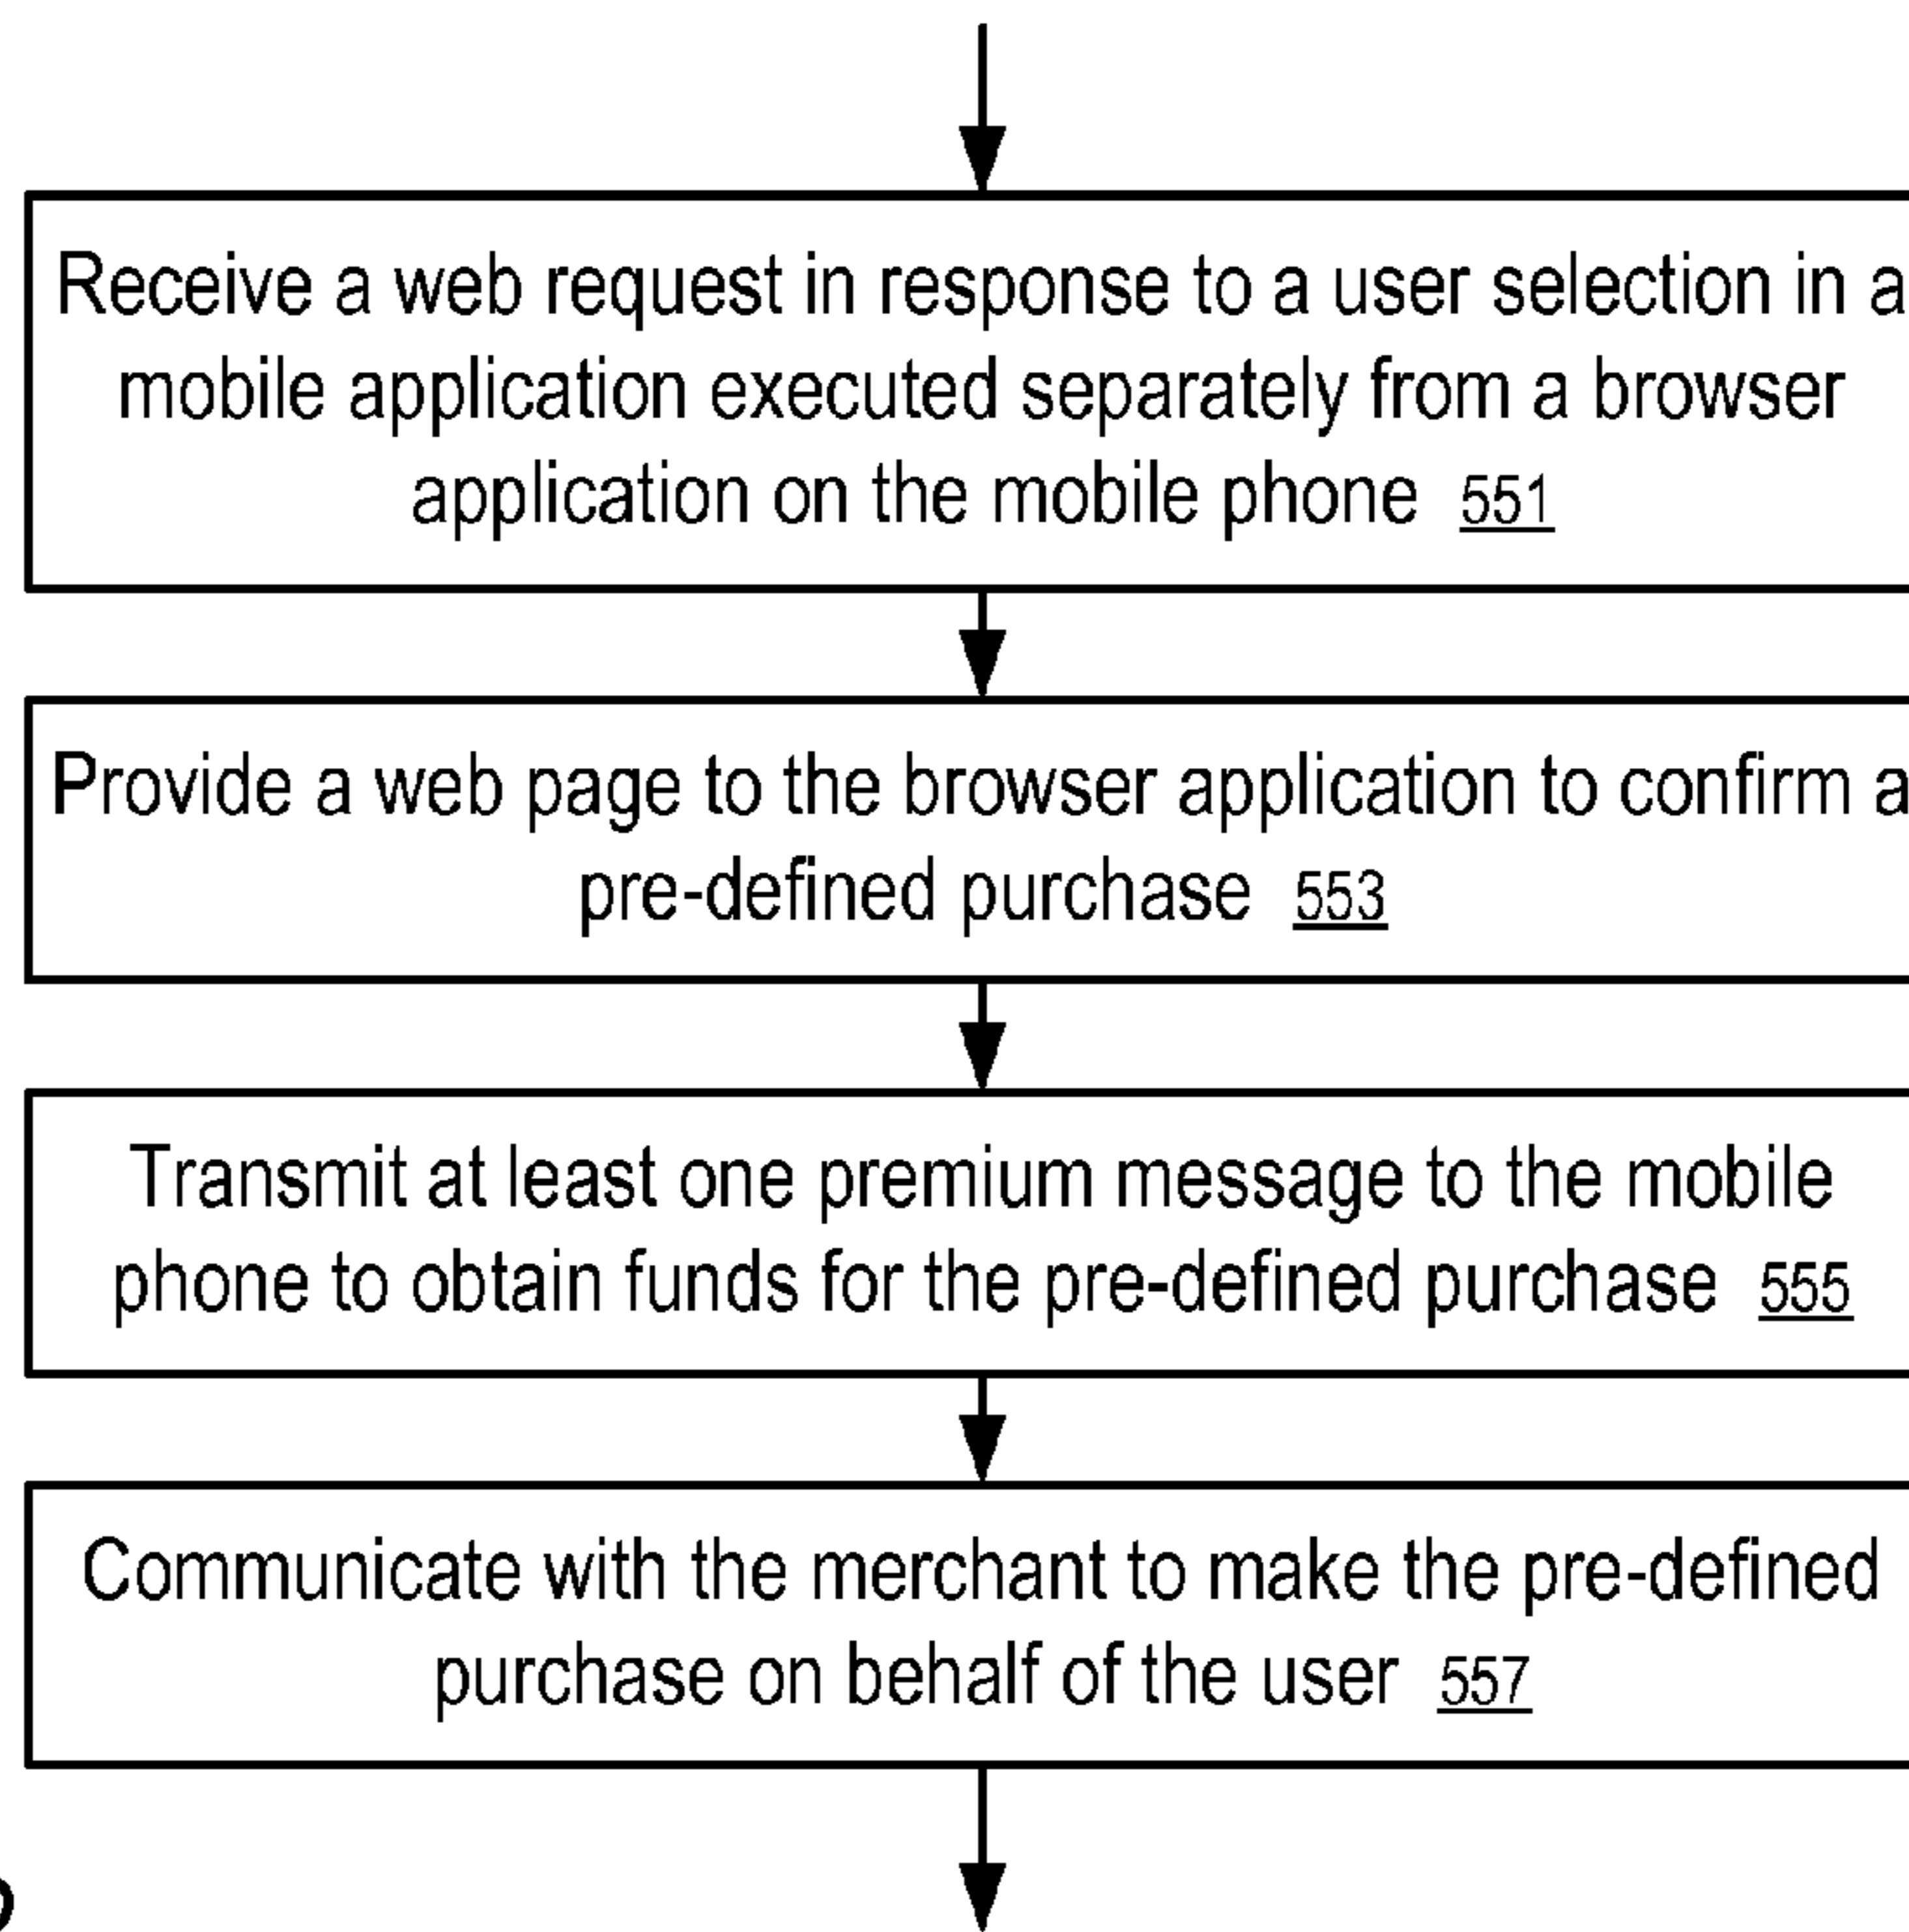 Receive a web request in response to a user selection in a
mobile application executed separately from a browser
application on the mobile phone 551
Provide a web page to the browser application to confirm a
pre-defined purchase 553
Transmit at least one premium message to the mobile
phone to obtain funds for the pre-defined purchase 555
Communicate with the merchant to make the pre-defined
purchase on behalf of the user 557